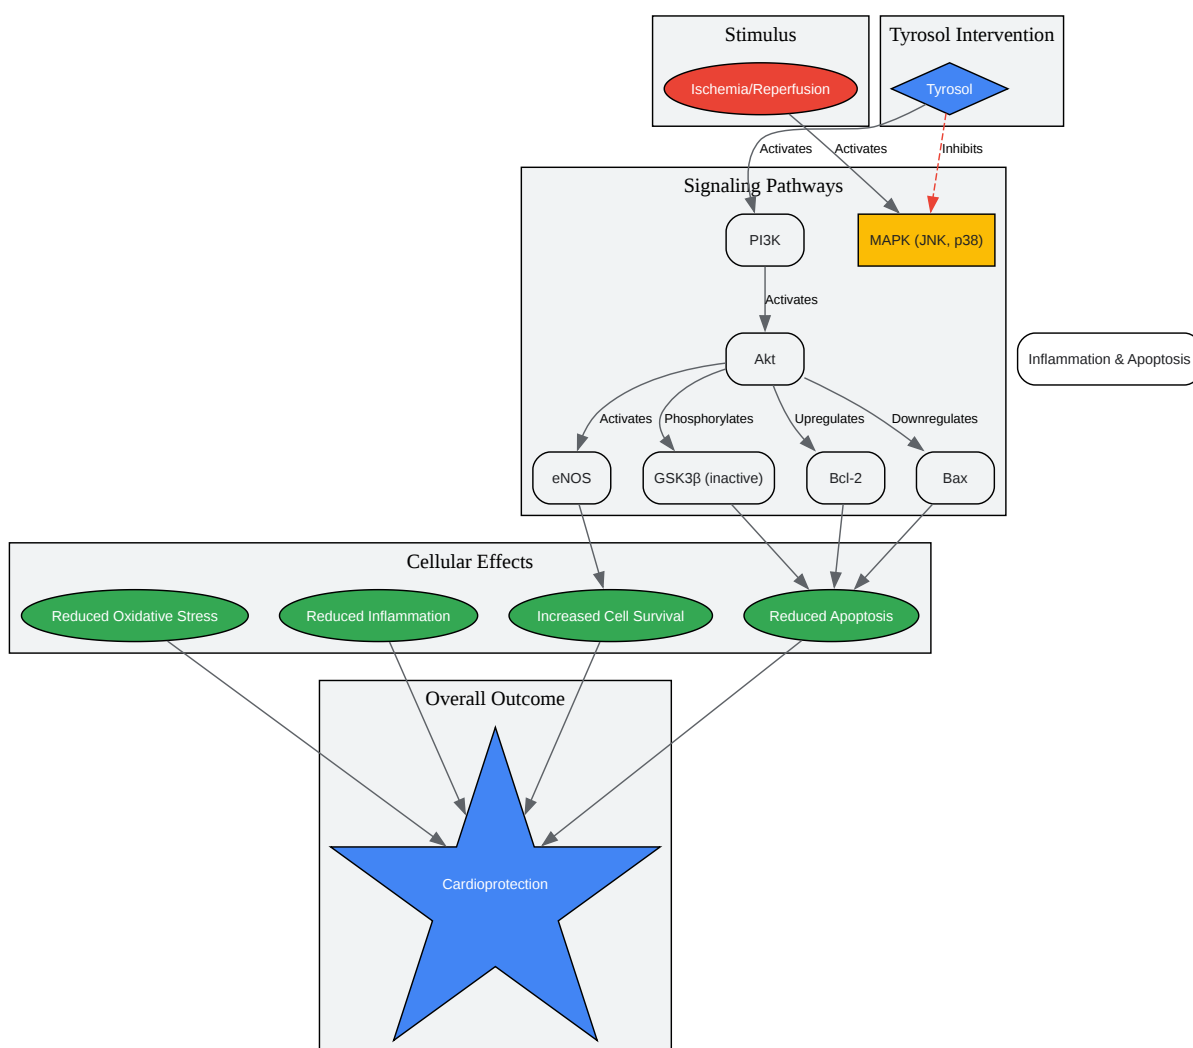 Stimulus
Tyrosol Intervention
Ischemia/Reperfusion
Tyrosol
Activates
Activates
Inhibits
Signaling Pathways
PI3K
MAPK (JNK, p38)
Activates
Akt
Inflammation & Apoptosis
Activates
Phosphorylates
Upregulates
Downregulates
eNOS
GSK3β (inactive)
Bcl-2
Bax
Cellular Effects
Reduced Oxidative Stress
Reduced Inflammation
Increased Cell Survival
Reduced Apoptosis
Overall Outcome
Cardioprotection